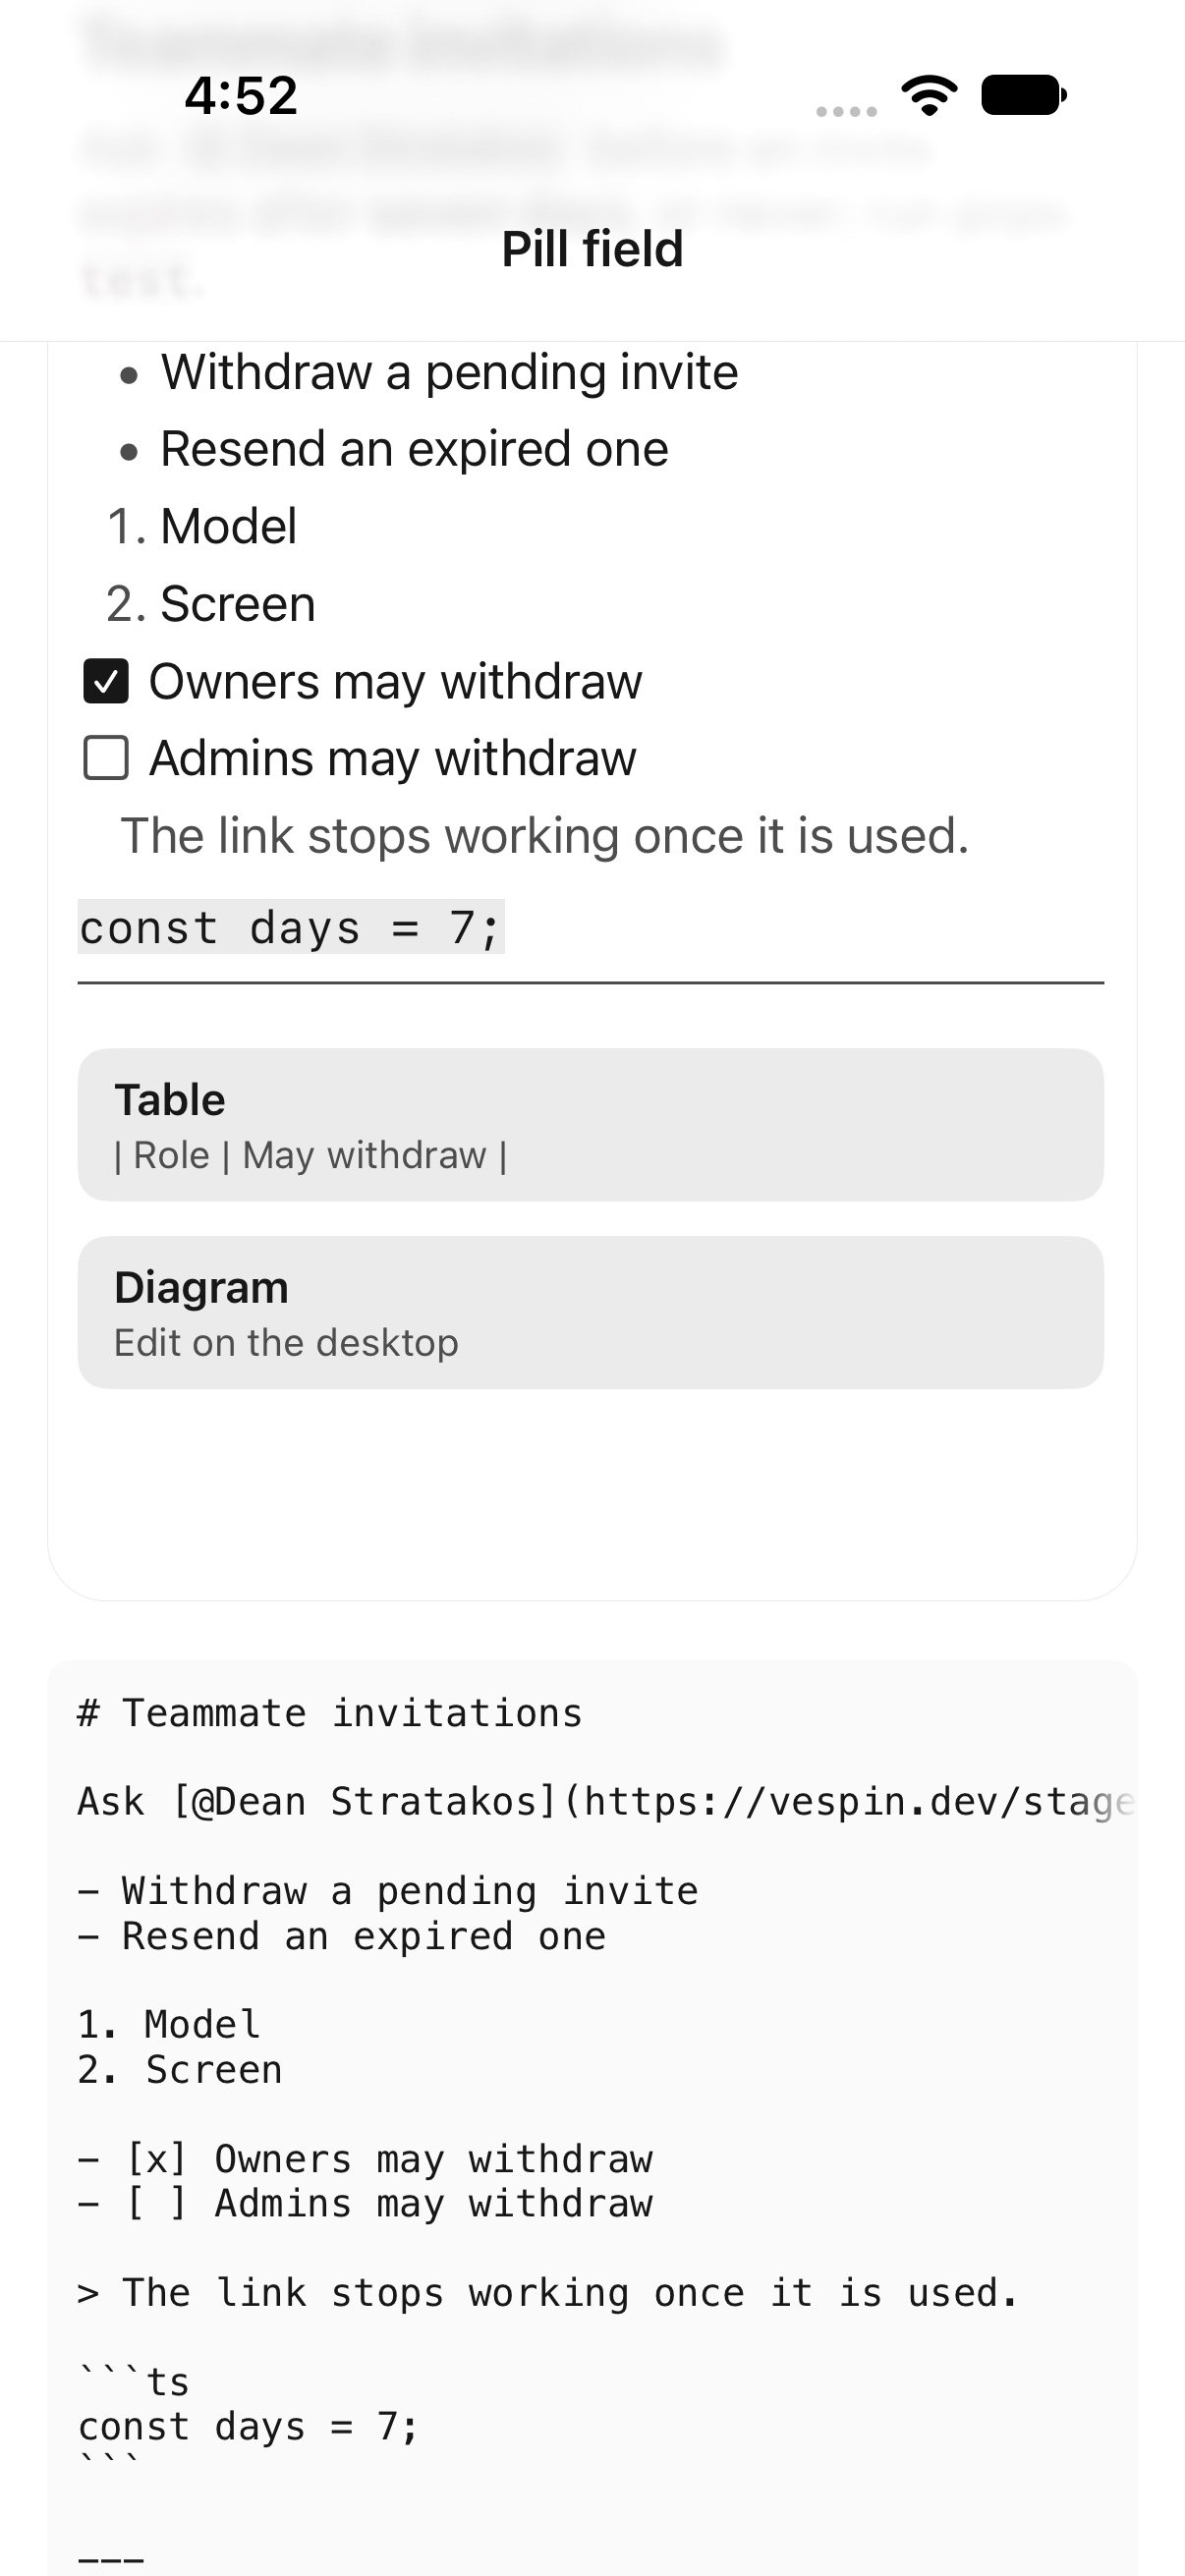 Teammate invitations
4:52
test.
Pill field
• Withdraw a pending invite
• Resend an expired one
1. Model
2. Screen
Owners may withdraw
Admins may withdraw
The link stops working once it is used.
const days = 7;
Table
| Role | May withdraw |
Diagram
Edit on the desktop
# Teammate invitations
Ask [@Dean Stratakos](https://vespin.dev/stage
- Withdraw a pending invite
- Resend an expired one
1. Model
2. Screen
- [x] Owners may withdraw
- [ ] Admins may withdraw
> The link stops working once it is used.
```ts
const days = 7;
```
---